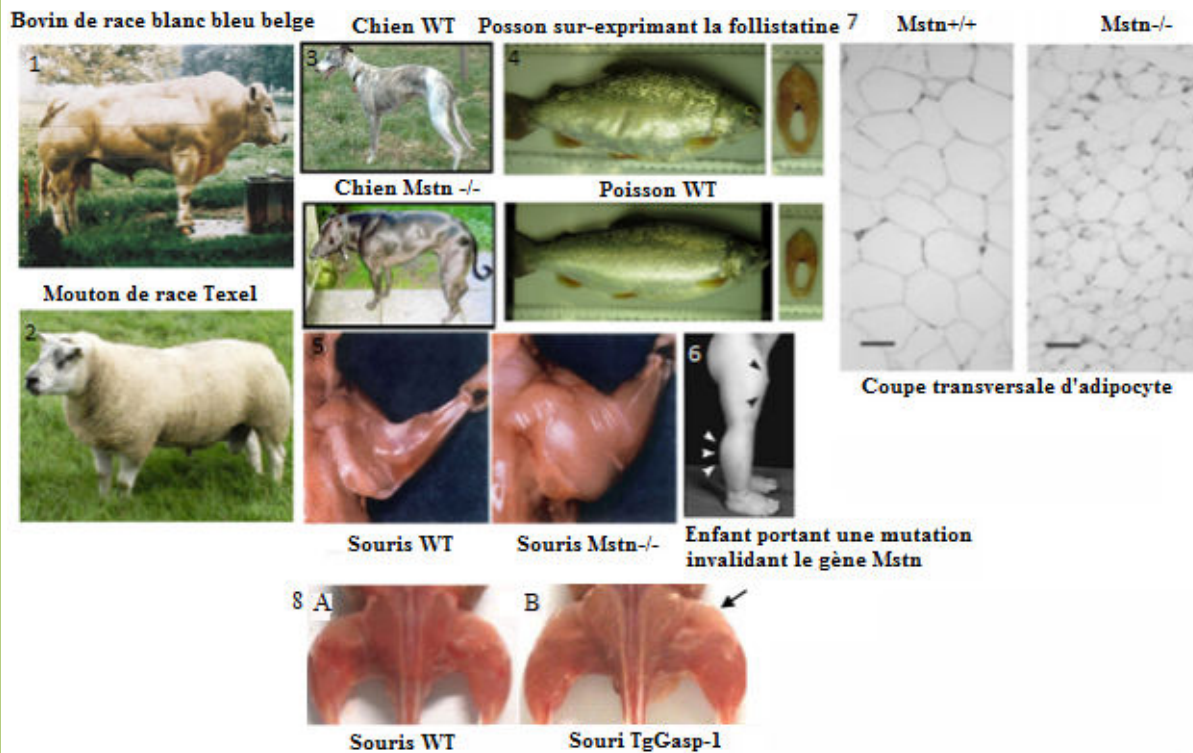 Bovin de race blanc bleu belge
1
Chien WT
3
Posson sur-exprimant la follistatine
4
7
Mstn+/+
Mstn-/-
Chien Mstn -/-
Poisson WT
Mouton de race Texel
2
5
6
Coupe transversale d'adipocyte
Souris WT
Souris Mstn-/-
Enfant portant une mutation
invalidant le gène Mstn
8
A
B
Souris WT
Souri TgGasp-1